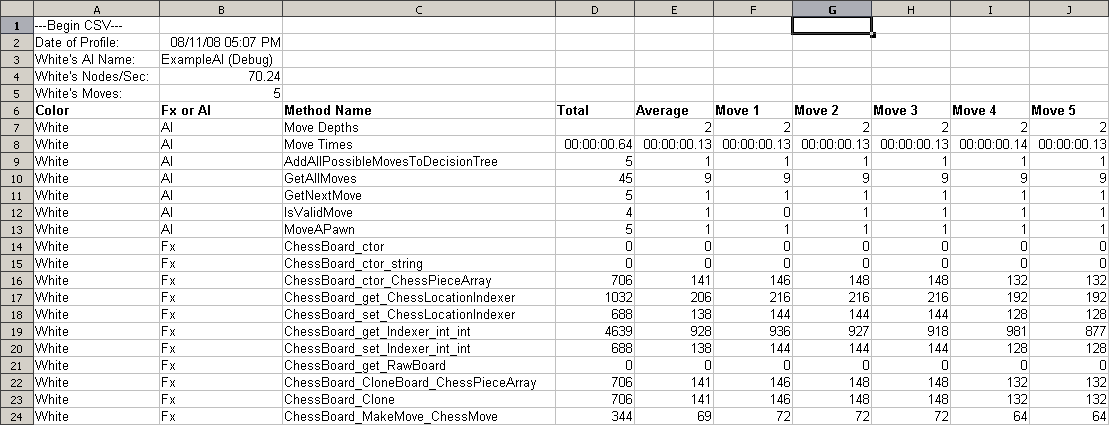 A B C D E F G H I J
1 ---Begin CSV---
2 Date of Profile: 08/11/08 05:07 PM
3 White's AI Name: ExampleAI (Debug)
4 White's Nodes/Sec: 70.24
5 White's Moves: 5
6 Color Fx or AI Method Name Total Average Move 1 Move 2 Move 3 Move 4 Move 5
7 White AI Move Depths 2 2 2 2 2 2
8 White AI Move Times 00:00:00.64 00:00:00.13 00:00:00.13 00:00:00.13 00:00:00.13 00:00:00.14 00:00:00.13
9 White AI AddAllPossibleMovesToDecisionTree 5 1 1 1 1 1 1
10 White AI GetAllMoves 45 9 9 9 9 9 9
11 White AI GetNextMove 5 1 1 1 1 1 1
12 White AI IsValidMove 4 1 0 1 1 1 1
13 White AI MoveAPawn 5 1 1 1 1 1 1
14 White Fx ChessBoard_ctor 0 0 0 0 0 0 0
15 White Fx ChessBoard_ctor_string 0 0 0 0 0 0 0
16 White Fx ChessBoard_ctor_ChessPieceArray 706 141 146 148 148 132 132
17 White Fx ChessBoard_get_ChessLocationIndexer 1032 206 216 216 216 192 192
18 White Fx ChessBoard_set_ChessLocationIndexer 688 138 144 144 144 128 128
19 White Fx ChessBoard_get_Indexer_int_int 4639 928 936 927 918 981 877
20 White Fx ChessBoard_set_Indexer_int_int 688 138 144 144 144 128 128
21 White Fx ChessBoard_get_RawBoard 0 0 0 0 0 0 0
22 White Fx ChessBoard_CloneBoard_ChessPieceArray 706 141 146 148 148 132 132
23 White Fx ChessBoard_Clone 706 141 146 148 148 132 132
24 White Fx ChessBoard_MakeMove_ChessMove 344 69 72 72 72 64 64